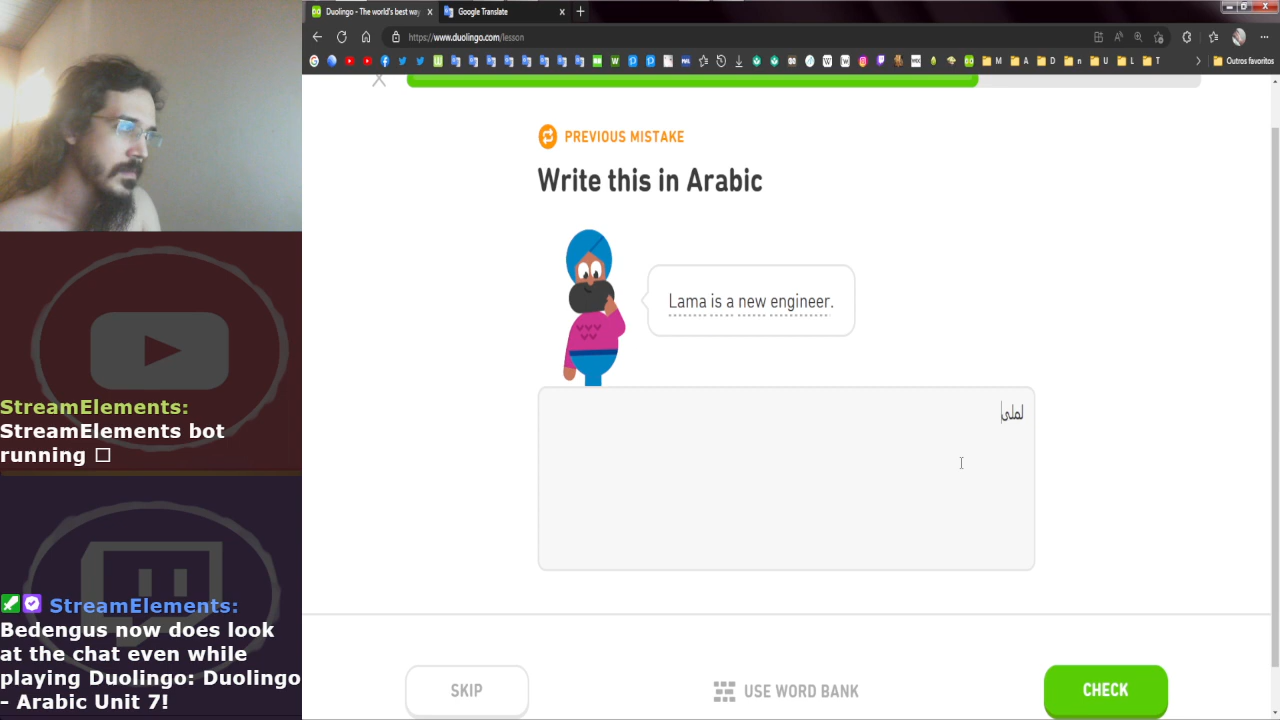 Duolingo - The world's best way
Google Translate
https://www.duolingo.com/lesson
M
A
D
n
U
L
T
Outros favoritos
PREVIOUS MISTAKE
Write this in Arabic
Lama is a new engineer.
لملى
StreamElements:
StreamElements bot
running
StreamElements:
Bedengus now does look
at the chat even while
playing Duolingo: Duolingo
- Arabic Unit 7!
SKIP
USE WORD BANK
CHECK